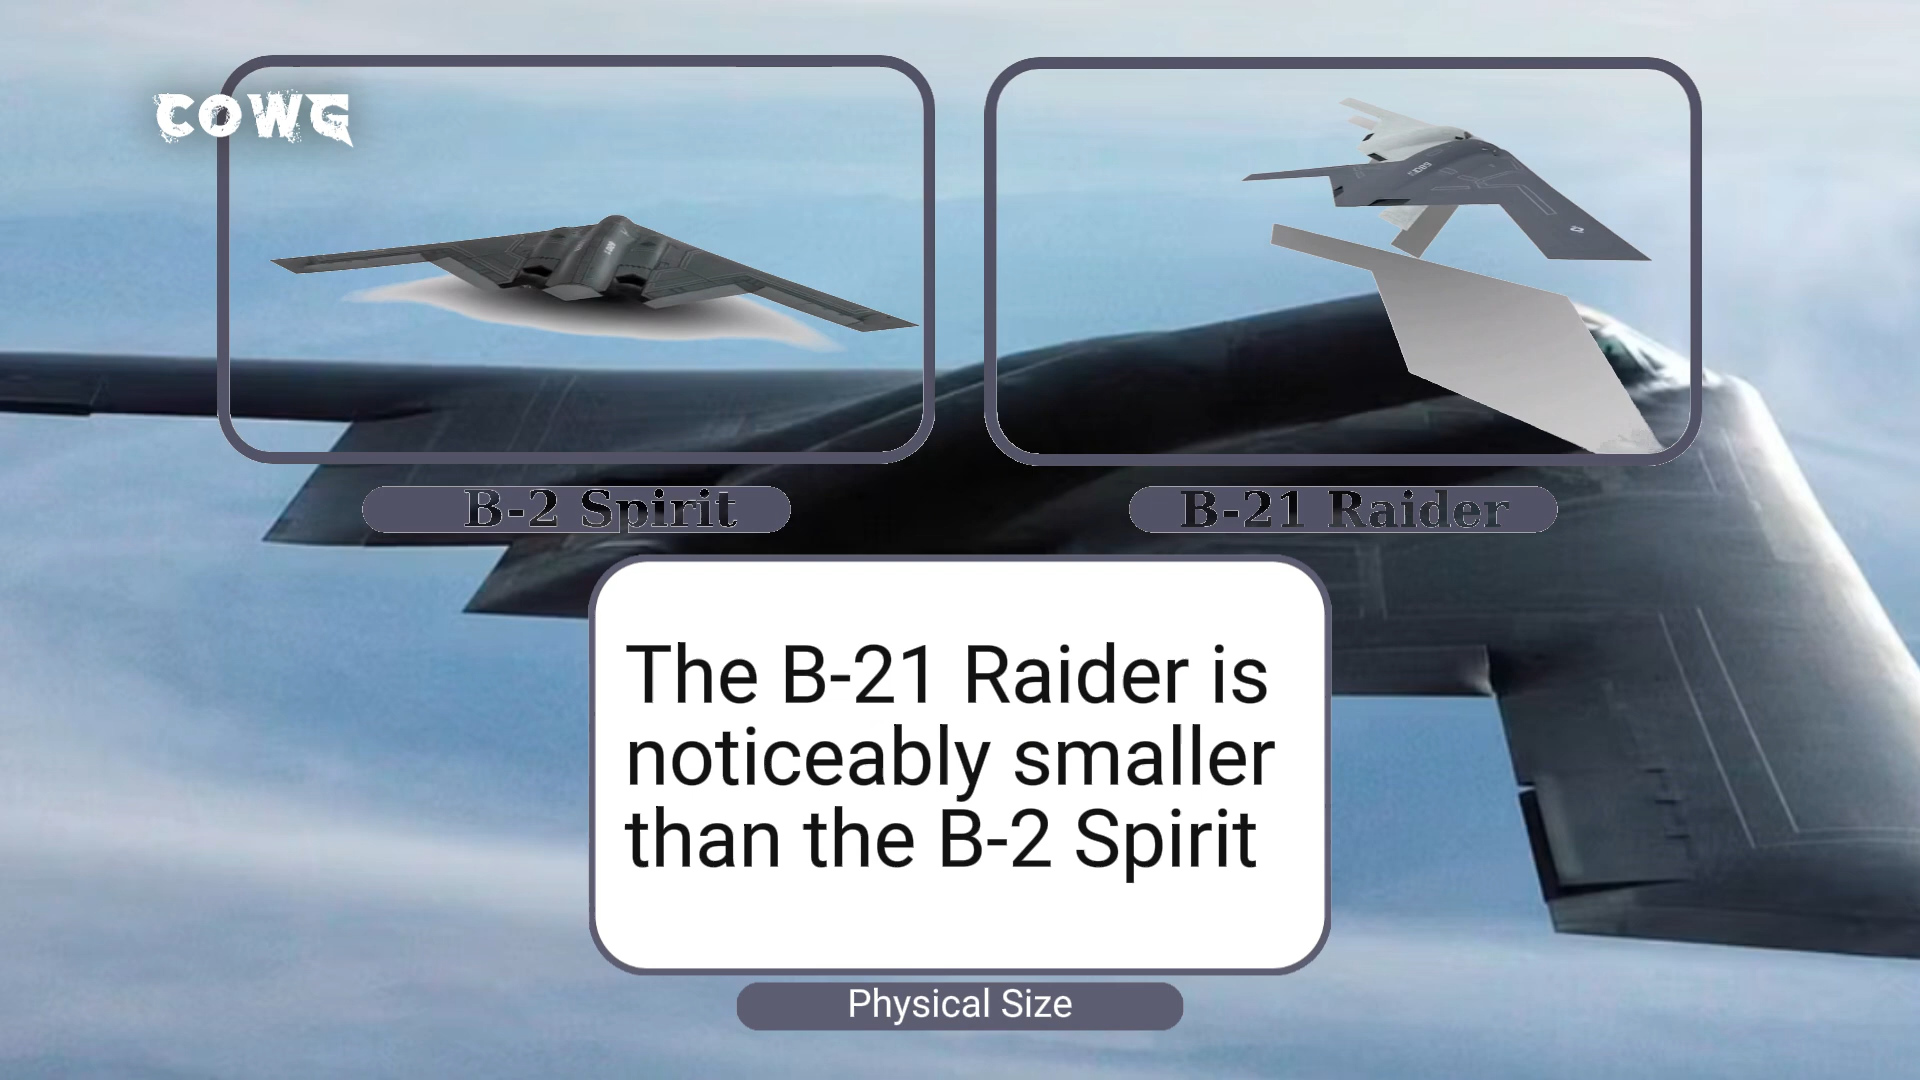 COWG
B-2 Spirit
B-21 Raider
The B-21 Raider is
noticeably smaller
than the B-2 Spirit
Physical Size